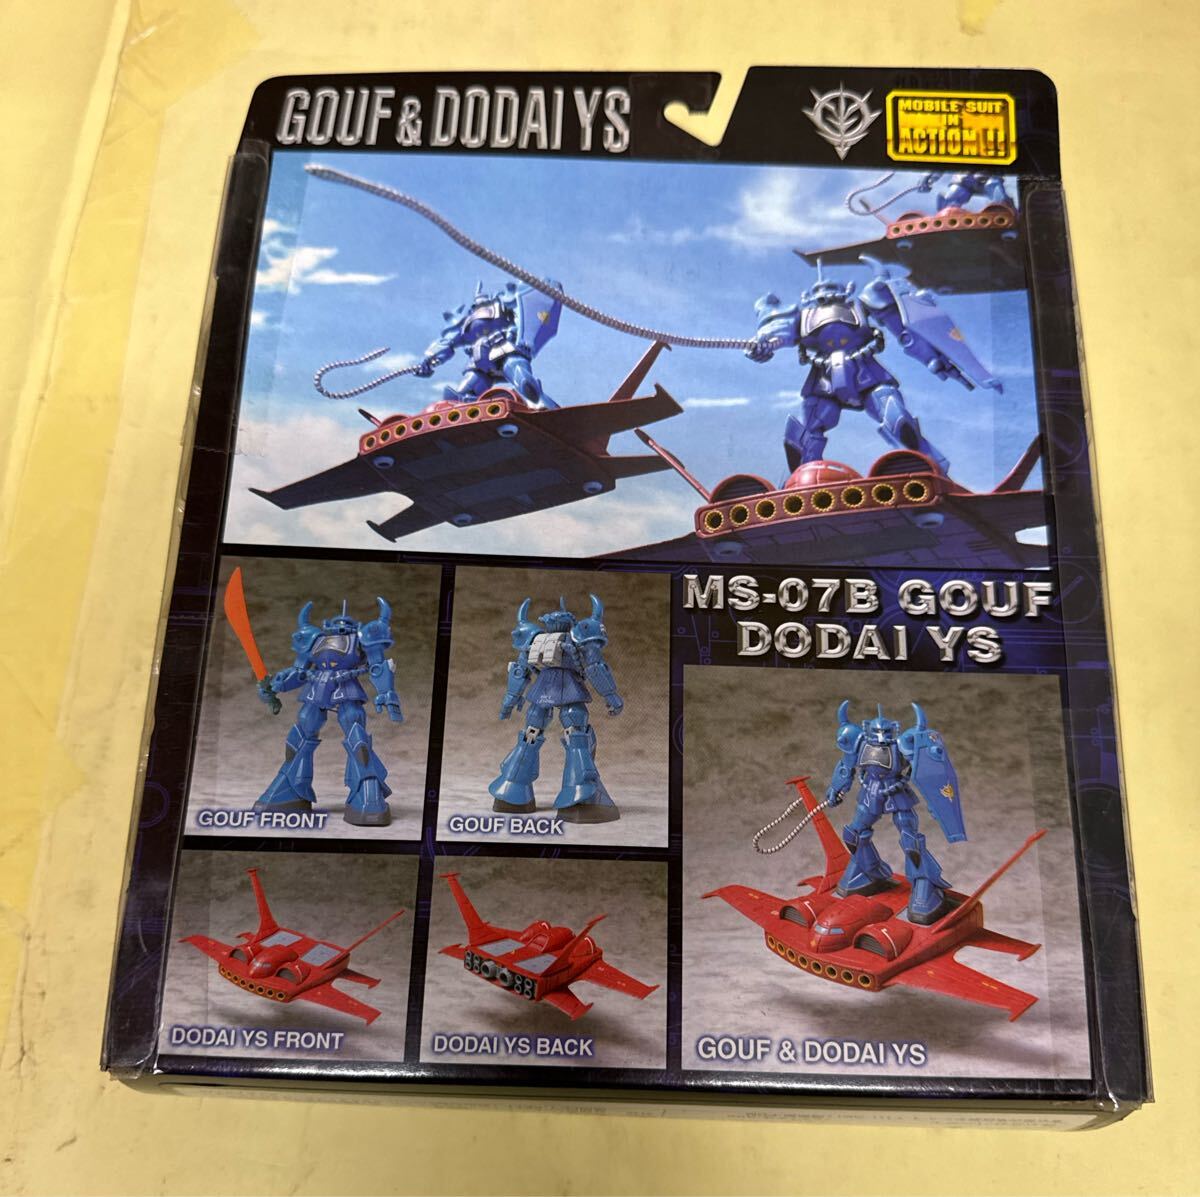 GOUF & DODAI YS
MOBILE SUIT
IN
ACTION!!
MS-07B GOUF
DODAI YS
GOUF FRONT
GOUF BACK
DODAI YS FRONT
DODAI YS BACK
GOUF & DODAI YS